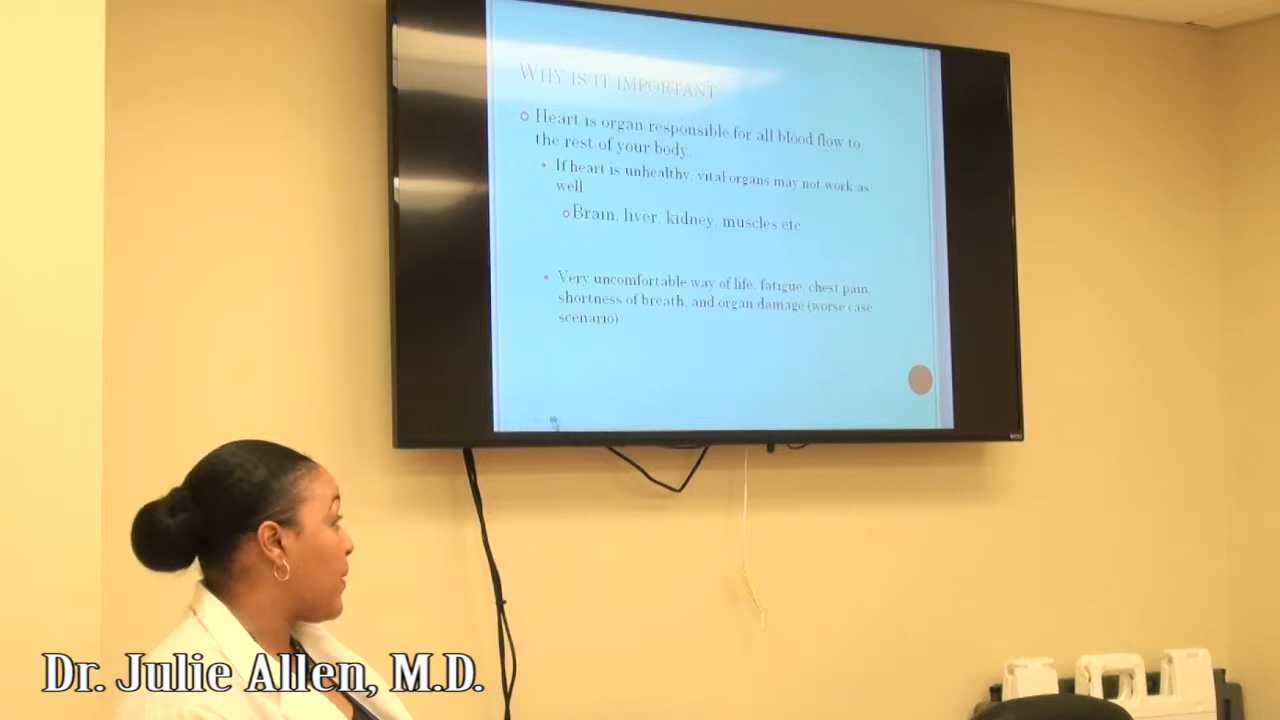 WHY IS IT IMPORTANT
Heart is organ responsible for all blood flow to
the rest of your body.
If heart is unhealthy, vital organs may not work as
well
Brain, liver, kidney, muscles etc
Very uncomfortable way of life, fatigue, chest pain,
shortness of breath, and organ damage (worse case
scenario)
Dr. Julie Allen, M.D.